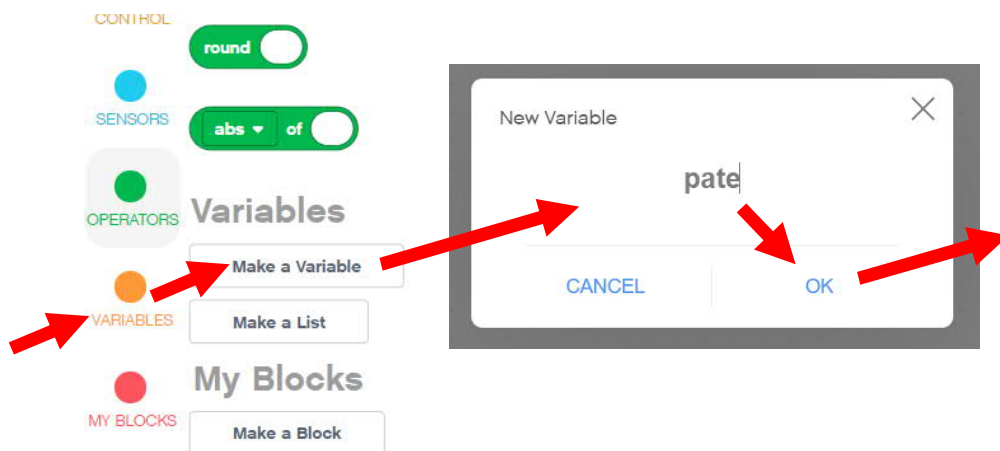 CONTROL
round
SENSORS
abs of
OPERATORS
Variables
Make a Variable
VARIABLES
Make a List
My Blocks
MY BLOCKS
Make a Block
New Variable
pate
CANCEL OK